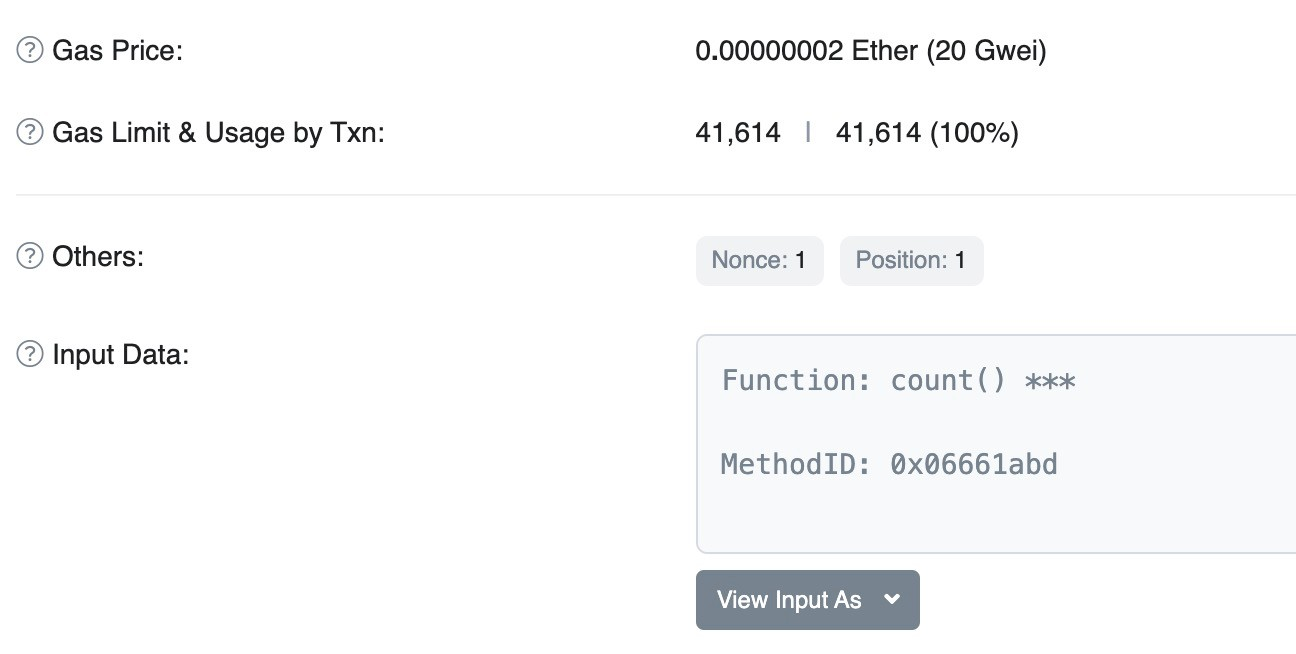 Gas Price: 0.00000002 Ether (20 Gwei)
Gas Limit & Usage by Txn: 41,614 | 41,614 (100%)
Others: Nonce: 1 Position: 1
Input Data:
Function: count() ***
MethodID: 0x06661abd
View Input As